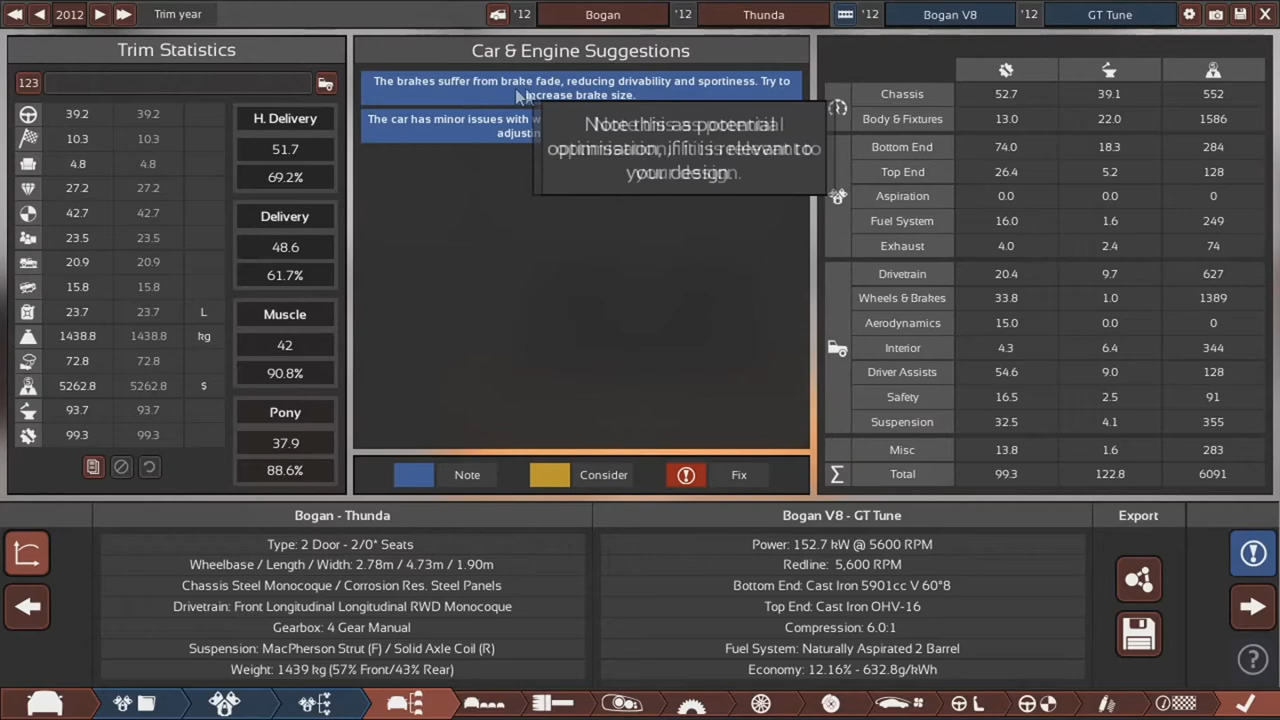 2012
Trim year
'12
Bogan
'12
Thunda
'12
Bogan V8
'12
GT Tune
Trim Statistics
123
39.2 39.2
10.3 10.3
4.8 4.8
27.2 27.2
42.7 42.7
23.5 23.5
20.9 20.9
15.8 15.8
23.7 23.7 L
1438.8 1438.8 kg
72.8 72.8
5262.8 5262.8 $
93.7 93.7
99.3 99.3
H. Delivery
51.7
69.2%
Delivery
48.6
61.7%
Muscle
42
90.8%
Pony
37.9
88.6%
Car & Engine Suggestions
The brakes suffer from brake fade, reducing drivability and sportiness. Try to
increase brake size.
The car has minor issues with
adjustin
Note this as potential
optimisation, if it is relevant to
your design.
Note
Consider
Fix
Chassis 52.7 39.1 552
Body & Fixtures 13.0 22.0 1586
Bottom End 74.0 18.3 284
Top End 26.4 5.2 128
Aspiration 0.0 0.0 0
Fuel System 16.0 1.6 249
Exhaust 4.0 2.4 74
Drivetrain 20.4 9.7 627
Wheels & Brakes 33.8 1.0 1389
Aerodynamics 15.0 0.0 0
Interior 4.3 6.4 344
Driver Assists 54.6 9.0 128
Safety 16.5 2.5 91
Suspension 32.5 4.1 355
Misc 13.8 1.6 283
Σ Total 99.3 122.8 6091
Bogan - Thunda
Type: 2 Door - 2/0* Seats
Wheelbase / Length / Width: 2.78m / 4.73m / 1.90m
Chassis Steel Monocoque / Corrosion Res. Steel Panels
Drivetrain: Front Longitudinal Longitudinal RWD Monocoque
Gearbox: 4 Gear Manual
Suspension: MacPherson Strut (F) / Solid Axle Coil (R)
Weight: 1439 kg (57% Front/43% Rear)
Bogan V8 - GT Tune
Power: 152.7 kW @ 5600 RPM
Redline: 5,600 RPM
Bottom End: Cast Iron 5901cc V 60°8
Top End: Cast Iron OHV-16
Compression: 6.0:1
Fuel System: Naturally Aspirated 2 Barrel
Economy: 12.16% - 632.8g/kWh
Export